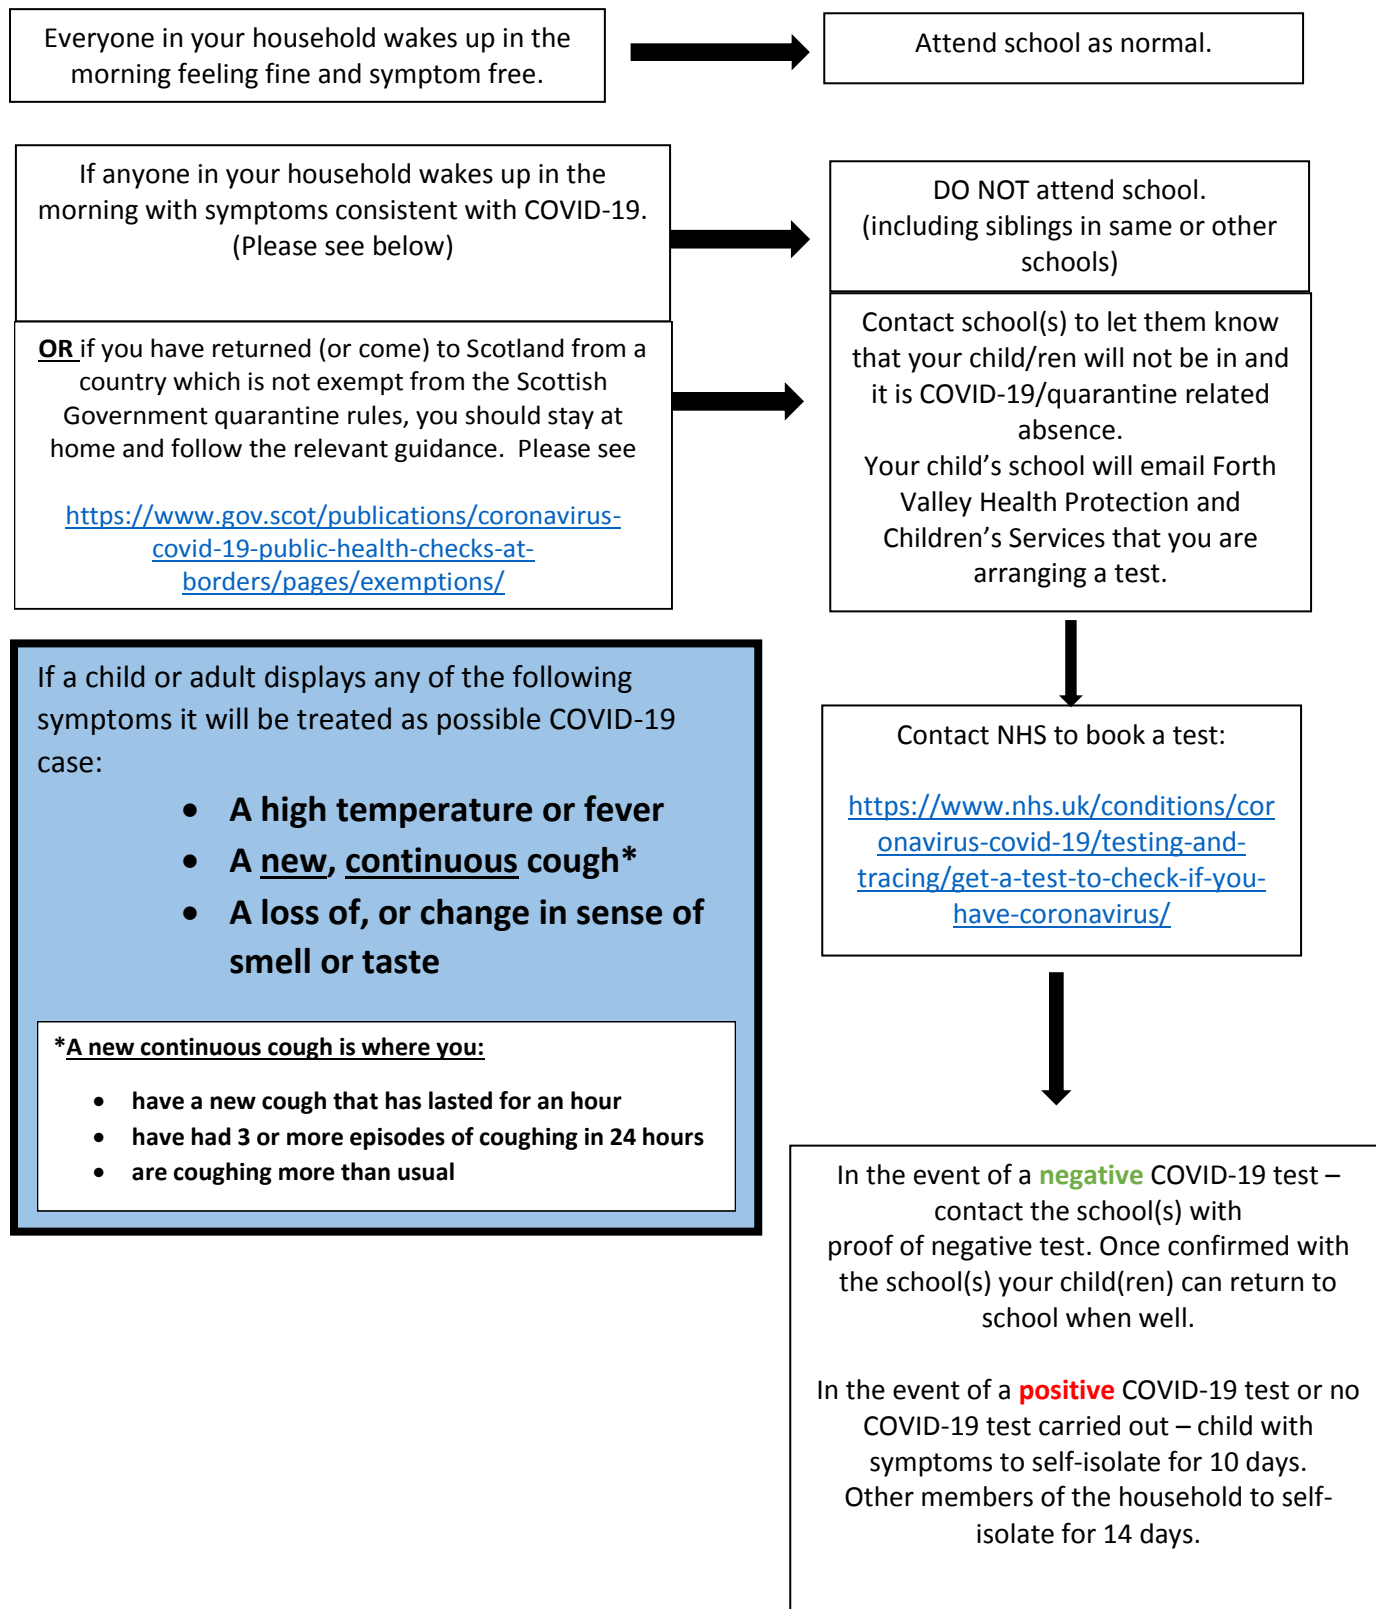 Everyone in your household wakes up in the
morning feeling fine and symptom free.
Attend school as normal.
If anyone in your household wakes up in the
morning with symptoms consistent with COVID-19.
(Please see below)
DO NOT attend school.
(including siblings in same or other
schools)
OR if you have returned (or come) to Scotland from a
country which is not exempt from the Scottish
Government quarantine rules, you should stay at
home and follow the relevant guidance.  Please see
https://www.gov.scot/publications/coronavirus-
covid-19-public-health-checks-at-
borders/pages/exemptions/
Contact school(s) to let them know
that your child/ren will not be in and
it is COVID-19/quarantine related
absence.
Your child’s school will email Forth
Valley Health Protection and
Children’s Services that you are
arranging a test.
If a child or adult displays any of the following
symptoms it will be treated as possible COVID-19
case:
• A high temperature or fever
• A new, continuous cough*
• A loss of, or change in sense of
smell or taste
*A new continuous cough is where you:
• have a new cough that has lasted for an hour
• have had 3 or more episodes of coughing in 24 hours
• are coughing more than usual
Contact NHS to book a test:
https://www.nhs.uk/conditions/cor
onavirus-covid-19/testing-and-
tracing/get-a-test-to-check-if-you-
have-coronavirus/
In the event of a negative COVID-19 test –
contact the school(s) with
proof of negative test. Once confirmed with
the school(s) your child(ren) can return to
school when well.
In the event of a positive COVID-19 test or no
COVID-19 test carried out – child with
symptoms to self-isolate for 10 days.
Other members of the household to self-
isolate for 14 days.